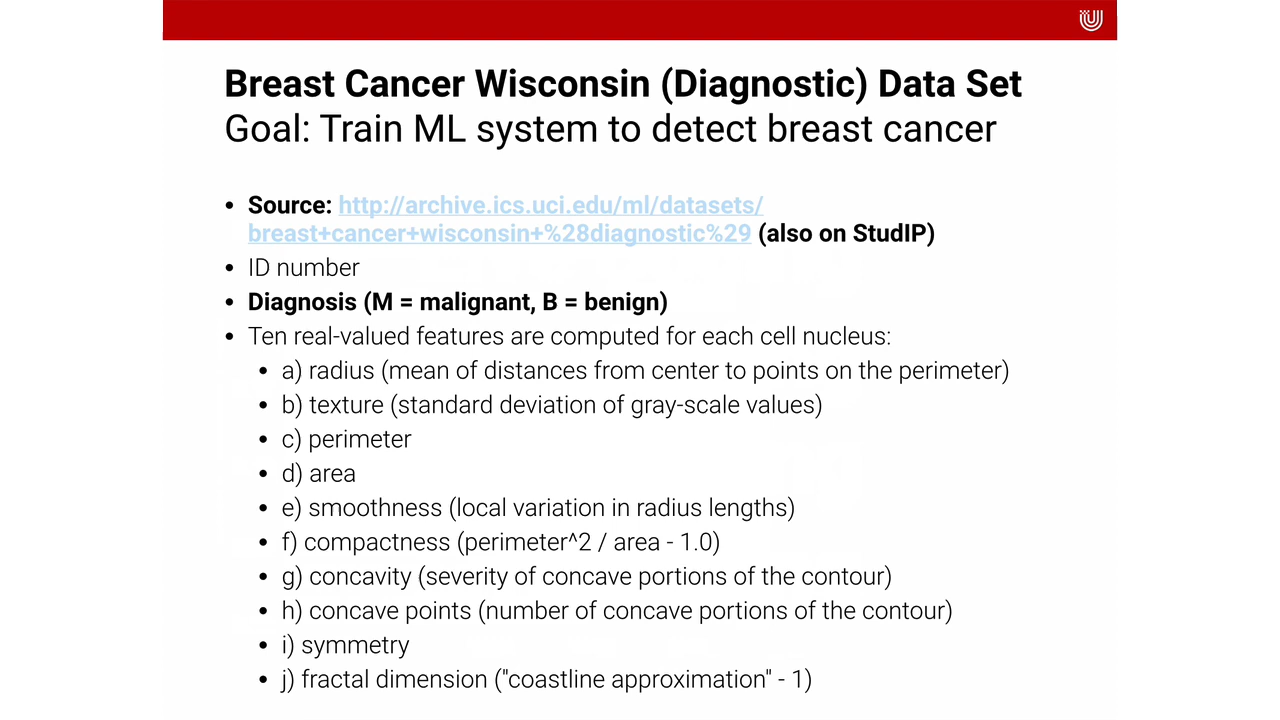 Breast Cancer Wisconsin (Diagnostic) Data Set
Goal: Train ML system to detect breast cancer
• Source: http://archive.ics.uci.edu/ml/datasets/
breast+cancer+wisconsin+%28diagnostic%29 (also on StudIP)
• ID number
• Diagnosis (M = malignant, B = benign)
• Ten real-valued features are computed for each cell nucleus:
• a) radius (mean of distances from center to points on the perimeter)
• b) texture (standard deviation of gray-scale values)
• c) perimeter
• d) area
• e) smoothness (local variation in radius lengths)
• f) compactness (perimeter^2 / area - 1.0)
• g) concavity (severity of concave portions of the contour)
• h) concave points (number of concave portions of the contour)
• i) symmetry
• j) fractal dimension ("coastline approximation" - 1)